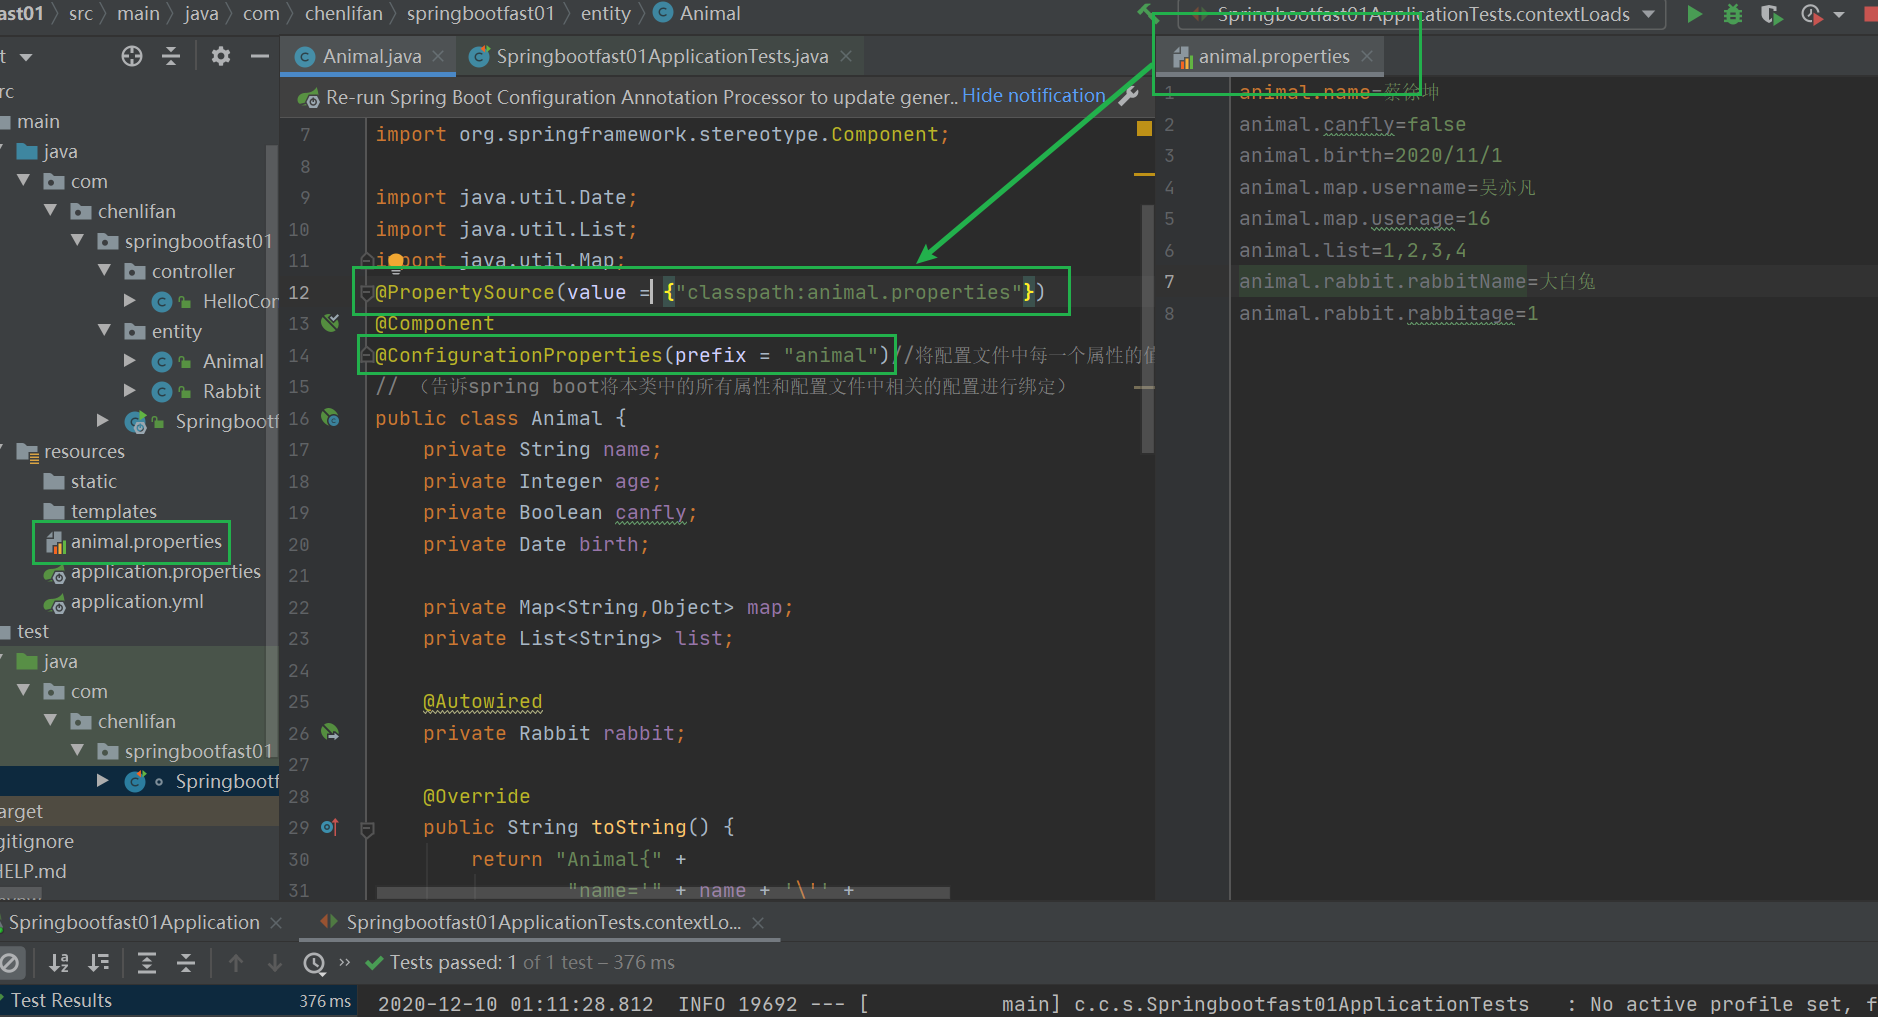 ast01 src main java com chenlifan springbootfast01 entity Animal
Springbootfast01ApplicationTests.contextLoads
t
rc
main
java
com
chenlifan
springbootfast01
controller
HelloCon
entity
Animal
Rabbit
Springbootf
resources
static
templates
animal.properties
application.properties
application.yml
test
java
com
chenlifan
springbootfast01
Springbootf
arget
gitignore
HELP.md
Animal.java
Springbootfast01ApplicationTests.java
Re-run Spring Boot Configuration Annotation Processor to update gener.. Hide notification
7 import org.springframework.stereotype.Component;
8
9 import java.util.Date;
10 import java.util.List;
11 import java.util.Map;
12 @PropertySource(value = {"classpath:animal.properties"})
13 @Component
14 @ConfigurationProperties(prefix = "animal")//将配置文件中每一个属性的值
15 // （告诉spring boot将本类中的所有属性和配置文件中相关的配置进行绑定）
16 public class Animal {
17 private String name;
18 private Integer age;
19 private Boolean canfly;
20 private Date birth;
21
22 private Map<String,Object> map;
23 private List<String> list;
24
25 @Autowired
26 private Rabbit rabbit;
27
28 @Override
29 public String toString() {
30 return "Animal{" +
31 "name='" + name + '\'' +
animal.properties
1 animal.name=蔡徐坤
2 animal.canfly=false
3 animal.birth=2020/11/1
4 animal.map.username=吴亦凡
5 animal.map.userage=16
6 animal.list=1,2,3,4
7 animal.rabbit.rabbitName=大白兔
8 animal.rabbit.rabbitage=1
Springbootfast01Application
Springbootfast01ApplicationTests.contextLo...
Tests passed: 1 of 1 test – 376 ms
Test Results 376 ms
2020-12-10 01:11:28.812 INFO 19692 --- [ main] c.c.s.Springbootfast01ApplicationTests : No active profile set, f